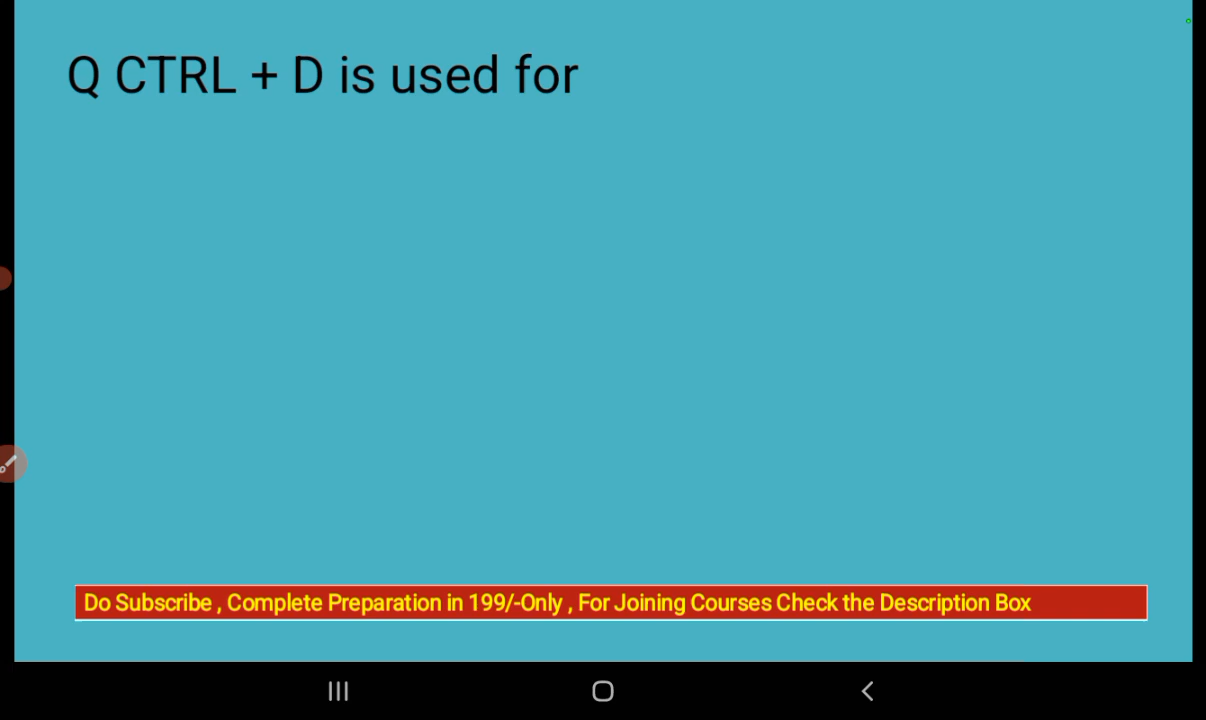 Q CTRL + D is used for
Do Subscribe , Complete Preparation in 199/-Only , For Joining Courses Check the Description Box